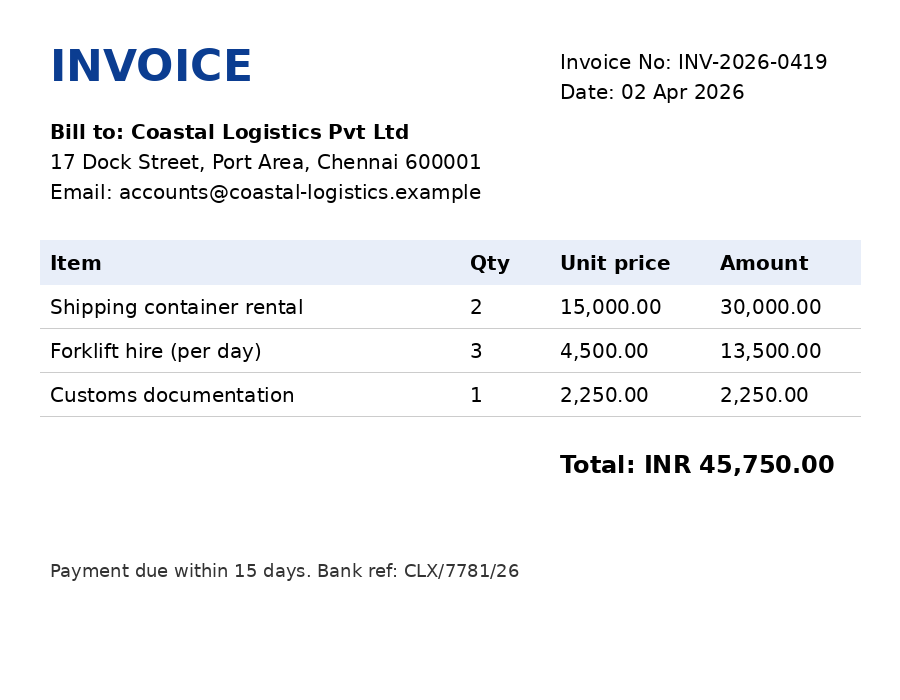 INVOICE
Invoice No: INV-2026-0419
Date: 02 Apr 2026
Bill to: Coastal Logistics Pvt Ltd
17 Dock Street, Port Area, Chennai 600001
Email: accounts@coastal-logistics.example
Item Qty Unit price Amount
Shipping container rental 2 15,000.00 30,000.00
Forklift hire (per day) 3 4,500.00 13,500.00
Customs documentation 1 2,250.00 2,250.00
Total: INR 45,750.00
Payment due within 15 days. Bank ref: CLX/7781/26